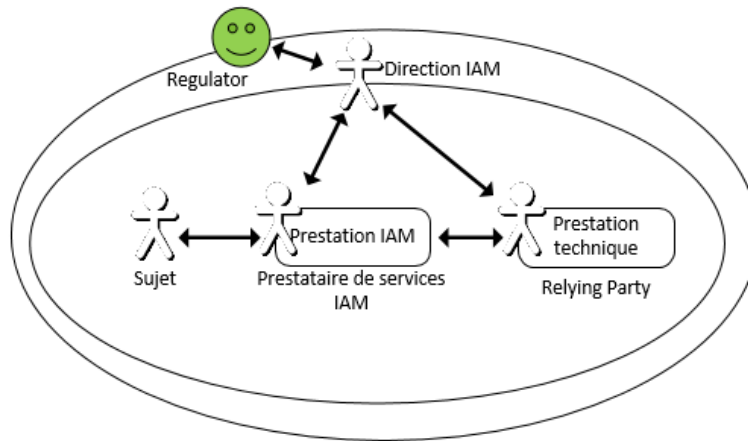 Regulator
Direction IAM
Prestation IAM
Prestation
technique
Sujet
Prestataire de services
IAM
Relying Party